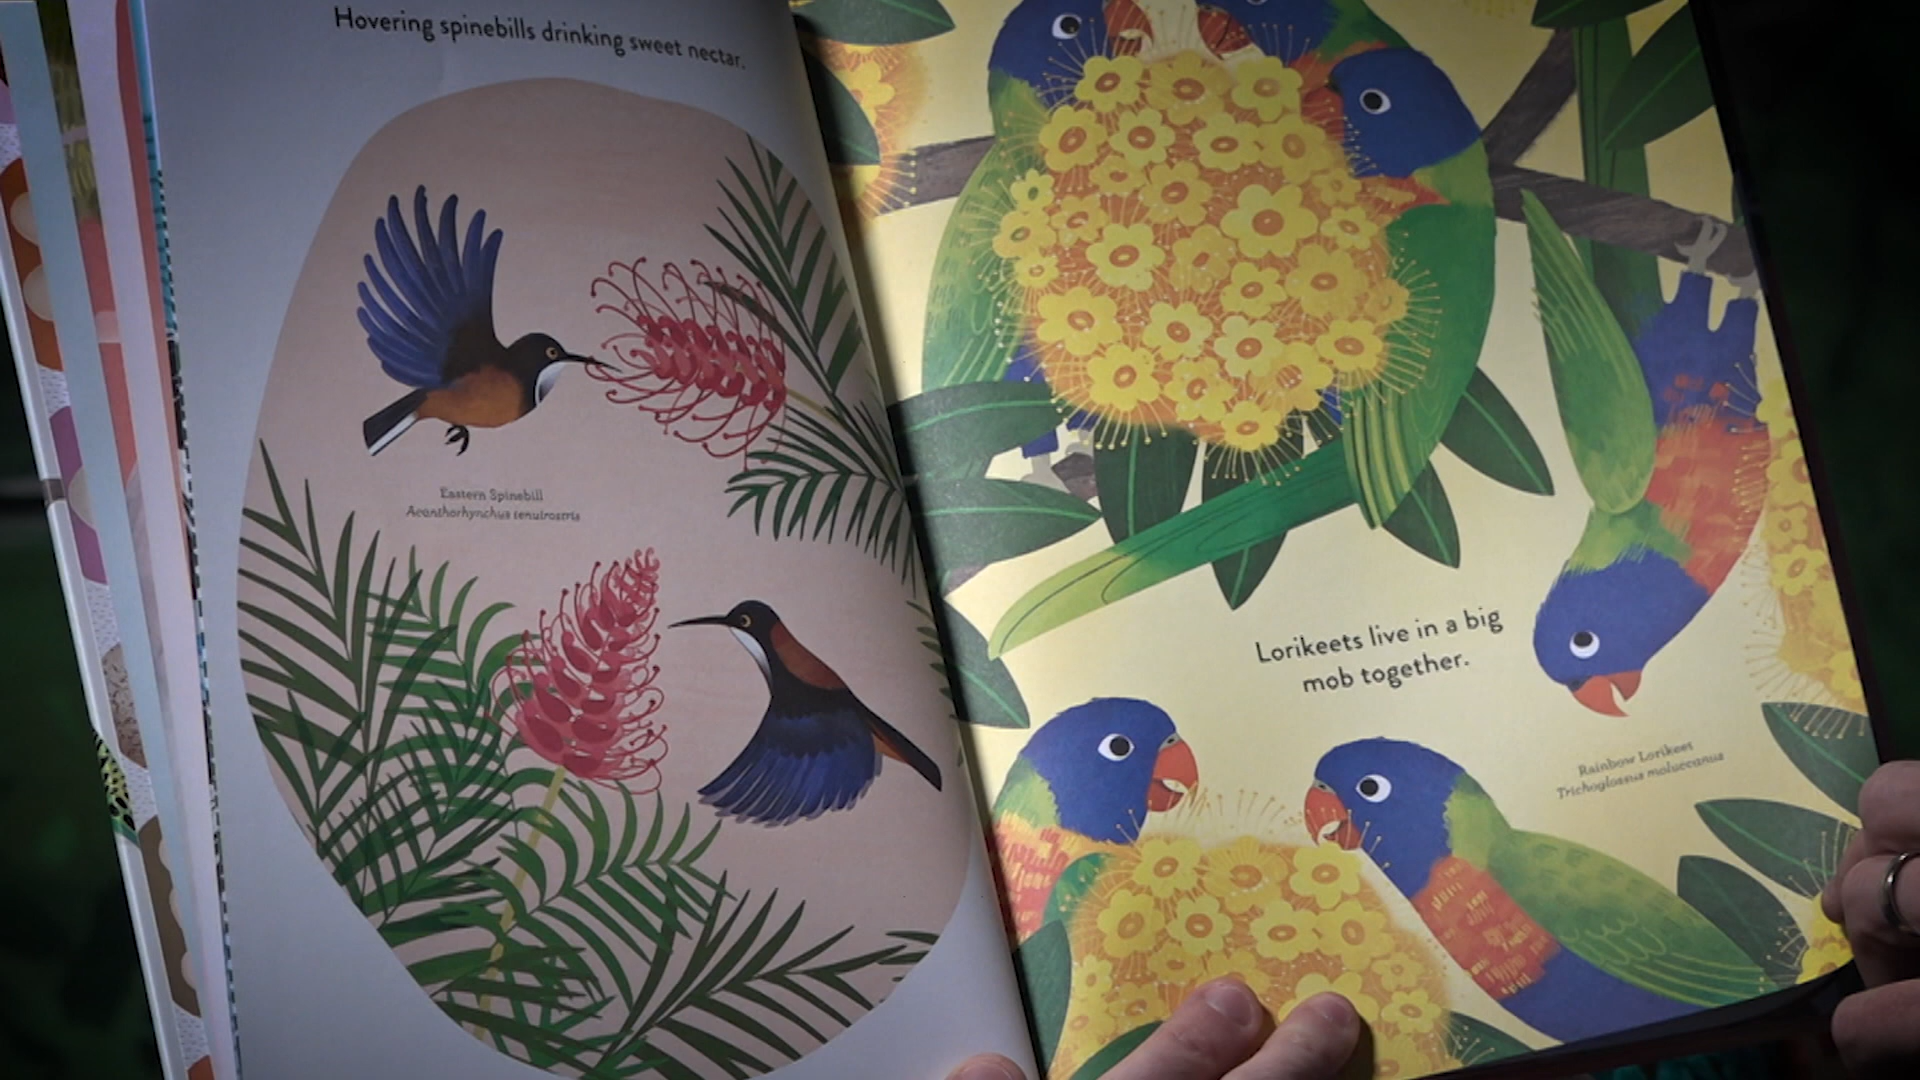 Hovering spinebills drinking sweet nectar.
Eastern Spinebill
Acanthorhynchus tenuirostris
Lorikeets live in a big
mob together.
Rainbow Lorikeet
Trichoglossus moluccanus